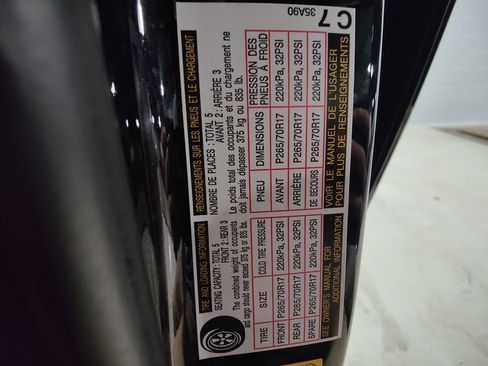 TIRE AND LOADING INFORMATION
SEATING CAPACITY : TOTAL 5
FRONT 2 : REAR 3
The combined weight of occupants
and cargo should never exceed 375 kg or 835 lbs.
TIRE SIZE COLD TIRE PRESSURE
FRONT P265/70R17 220kPa, 32PSI
REAR P265/70R17 220kPa, 32PSI
SPARE P265/70R17 220kPa, 32PSI
SEE OWNER'S MANUAL FOR
ADDITIONAL INFORMATION
RENSEIGNEMENTS SUR LES PNEUS ET LE CHARGEMENT
NOMBRE DE PLACES : TOTAL 5
AVANT 2 : ARRIÈRE 3
Le poids total des occupants et du chargement ne
doit jamais dépasser 375 kg ou 835 lb.
PNEU DIMENSIONS PRESSION DES
PNEUS À FROID
AVANT P265/70R17 220kPa, 32PSI
ARRIÈRE P265/70R17 220kPa, 32PSI
DE SECOURS P265/70R17 220kPa, 32PSI
VOIR LE MANUEL DE L'USAGER
POUR PLUS DE RENSEIGNEMENTS
35A90
C 7